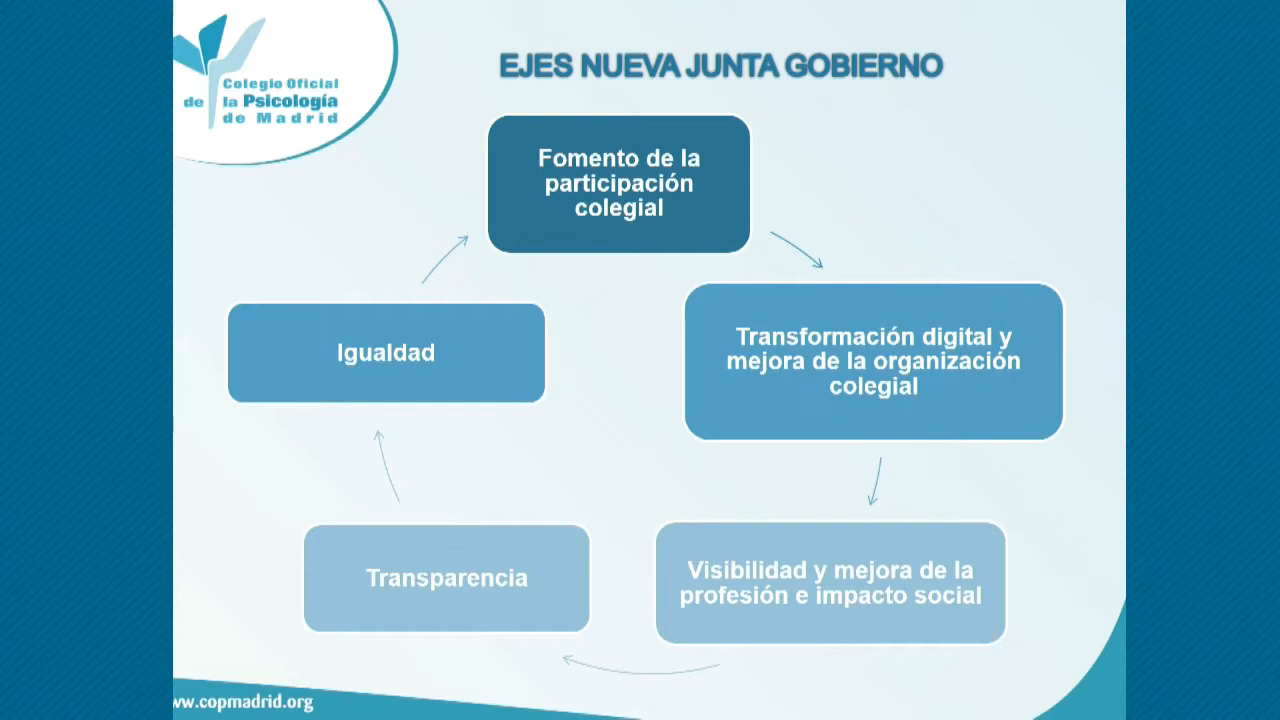 Colegio Oficial
de la Psicología
de Madrid
EJES NUEVA JUNTA GOBIERNO
Fomento de la
participación
colegial
Igualdad
Transformación digital y
mejora de la organización
colegial
Transparencia
Visibilidad y mejora de la
profesión e impacto social
ww.copmadrid.org